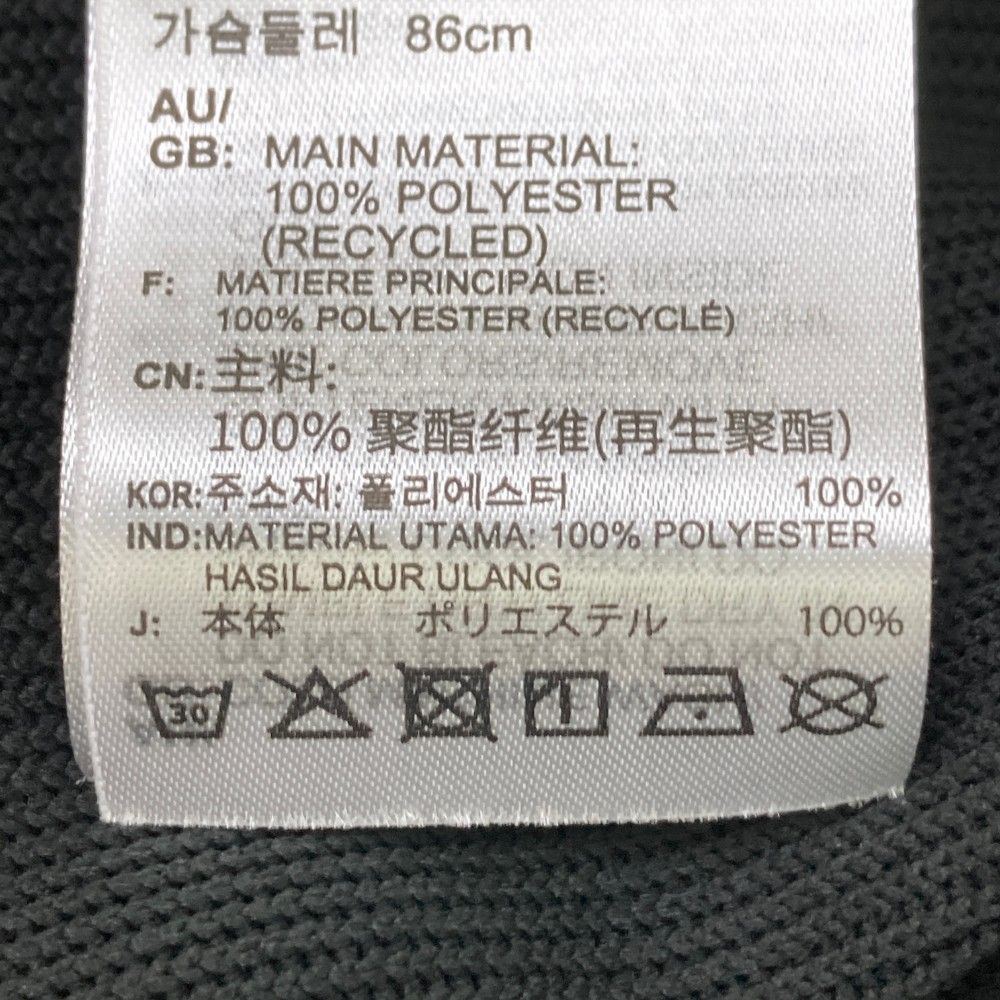 가슴둘레 86cm
AU/
GB: MAIN MATERIAL:
100% POLYESTER
(RECYCLED)
F: MATIERE PRINCIPALE:
100% POLYESTER (RECYCLÉ)
CN:主料:
100% 聚酯纤维(再生聚酯)
KOR:주소재: 폴리에스터 100%
IND:MATERIAL UTAMA: 100% POLYESTER
HASIL DAUR ULANG
J: 本体 ポリエステル 100%
30